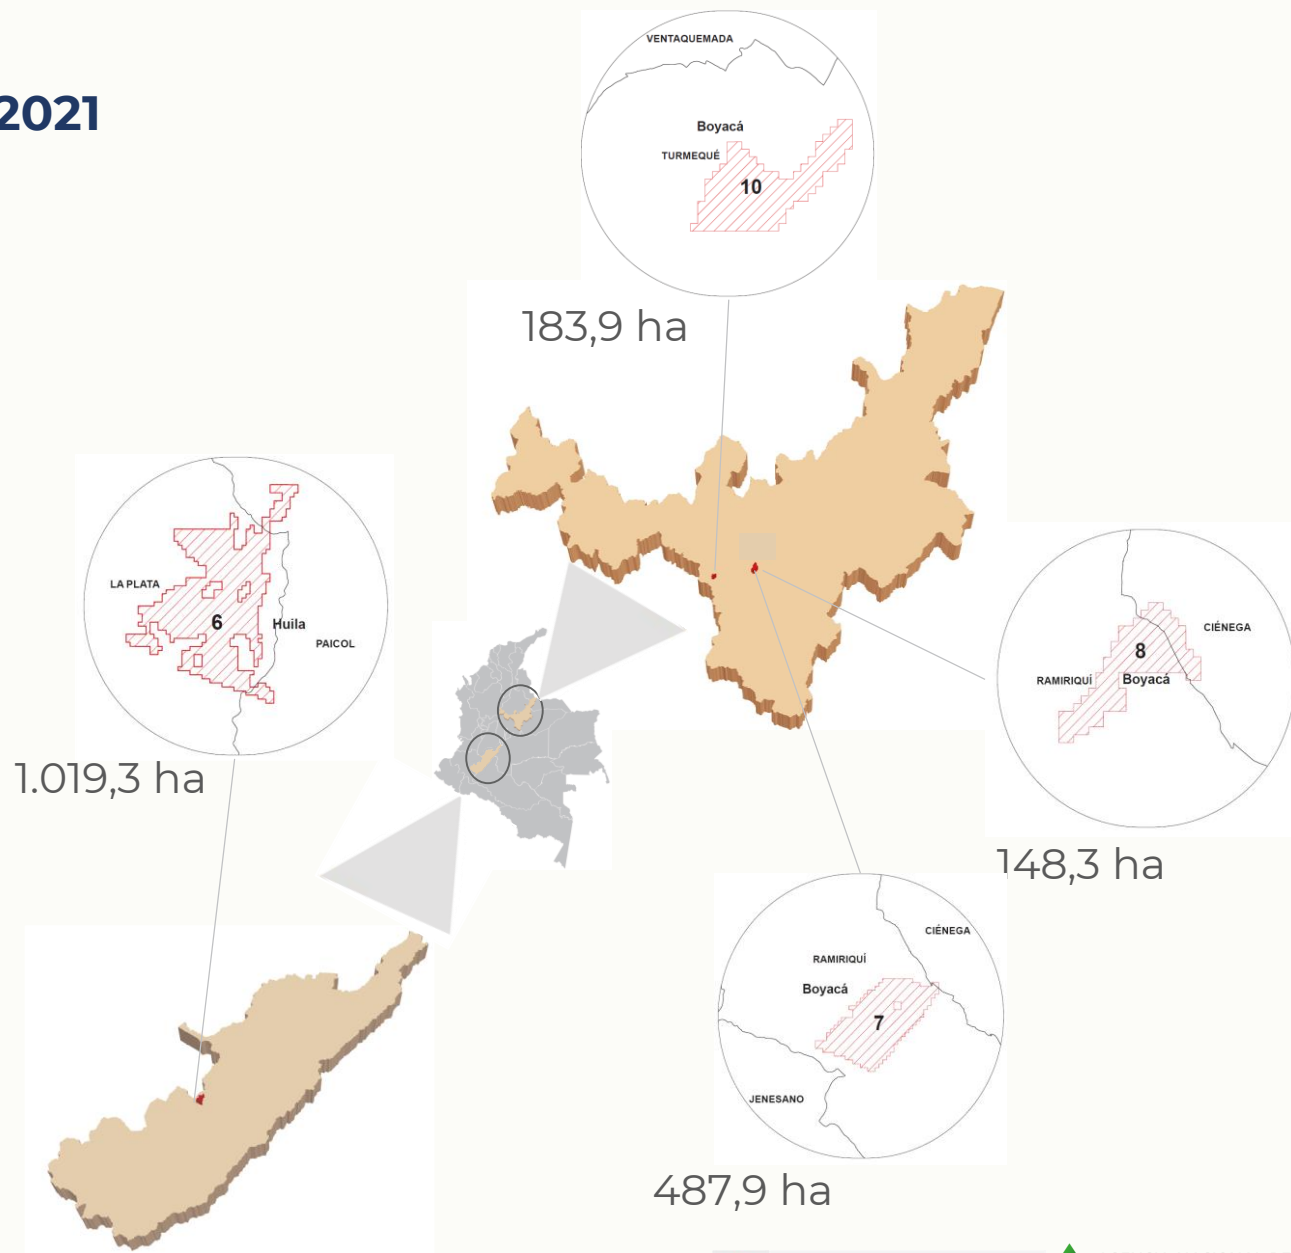 2021
VENTAQUEMADA
Boyacá
TURMEQUÉ
10
183,9 ha
LA PLATA
6
Huila
PAICOL
1.019,3 ha
CIÉNEGA
8
RAMIRIQUÍ
Boyacá
148,3 ha
CIÉNEGA
RAMIRIQUÍ
Boyacá
7
JENESANO
487,9 ha